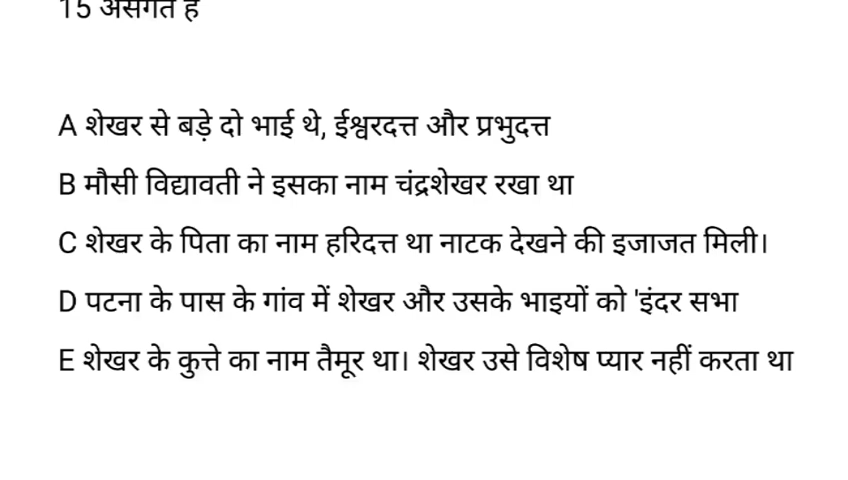 15 असंगत है
A शेखर से बड़े दो भाई थे, ईश्वरदत्त और प्रभुदत्त
B मौसी विद्यावती ने इसका नाम चंद्रशेखर रखा था
C शेखर के पिता का नाम हरिदत्त था नाटक देखने की इजाजत मिली।
D पटना के पास के गांव में शेखर और उसके भाइयों को 'इंदर सभा
E शेखर के कुत्ते का नाम तैमूर था। शेखर उसे विशेष प्यार नहीं करता था